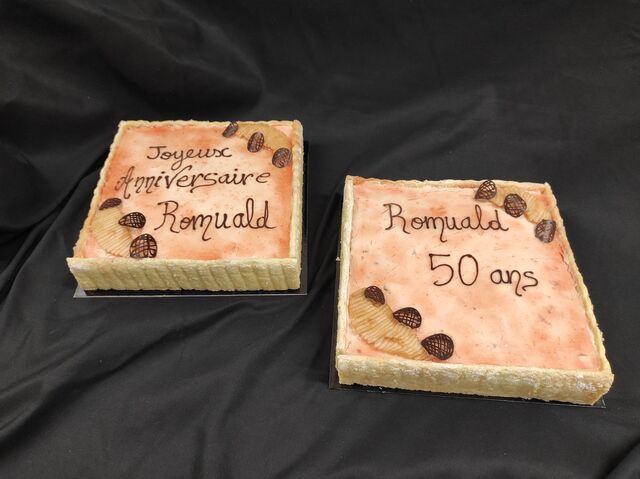 Joyeux
Anniversaire
Romuald
Romuald
50 ans